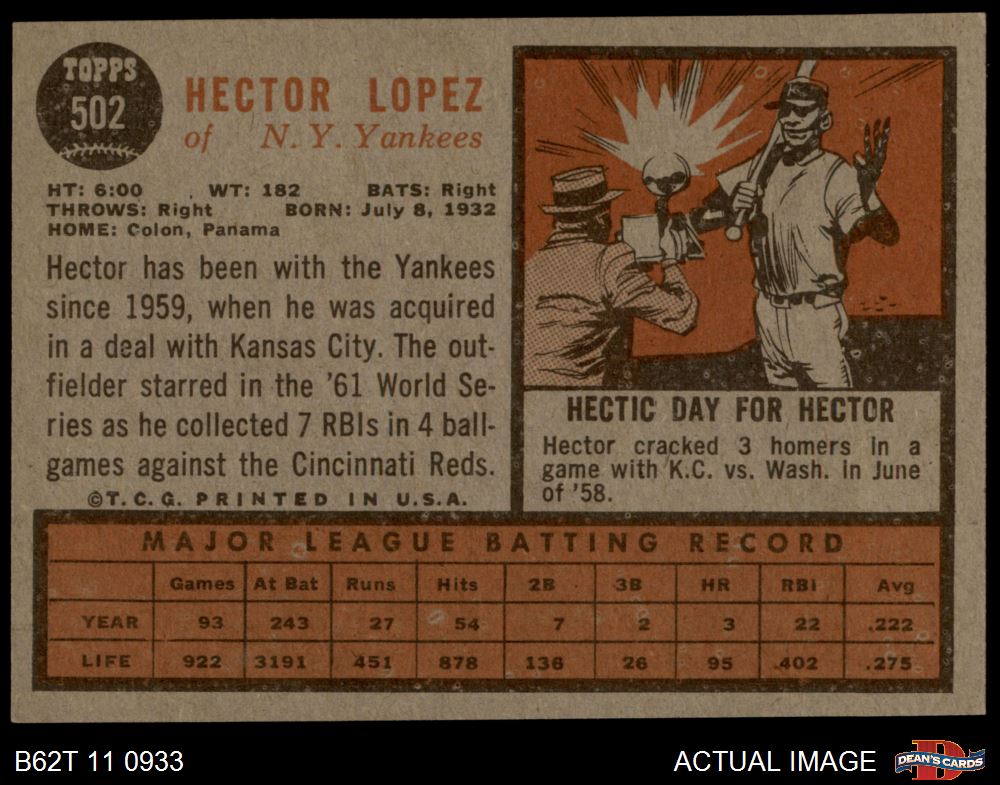 TOPPS
502
HECTOR LOPEZ
of N. Y. Yankees
HT: 6:00 WT: 182 BATS: Right
THROWS: Right BORN: July 8, 1932
HOME: Colon, Panama
Hector has been with the Yankees
since 1959, when he was acquired
in a deal with Kansas City. The out-
fielder starred in the '61 World Se-
ries as he collected 7 RBIs in 4 ball-
games against the Cincinnati Reds.
©T. C. G. PRINTED IN U.S.A.
HECTIC DAY FOR HECTOR
Hector cracked 3 homers in a
game with K.C. vs. Wash. in June
of '58.
MAJOR LEAGUE BATTING RECORD
Games At Bat Runs Hits 2B 3B HR RBI Avg
YEAR 93 243 27 54 7 2 3 22 .222
LIFE 922 3191 451 878 136 26 95 402 .275
B62T 11 0933
ACTUAL IMAGE
D
DEAN'S CARDS